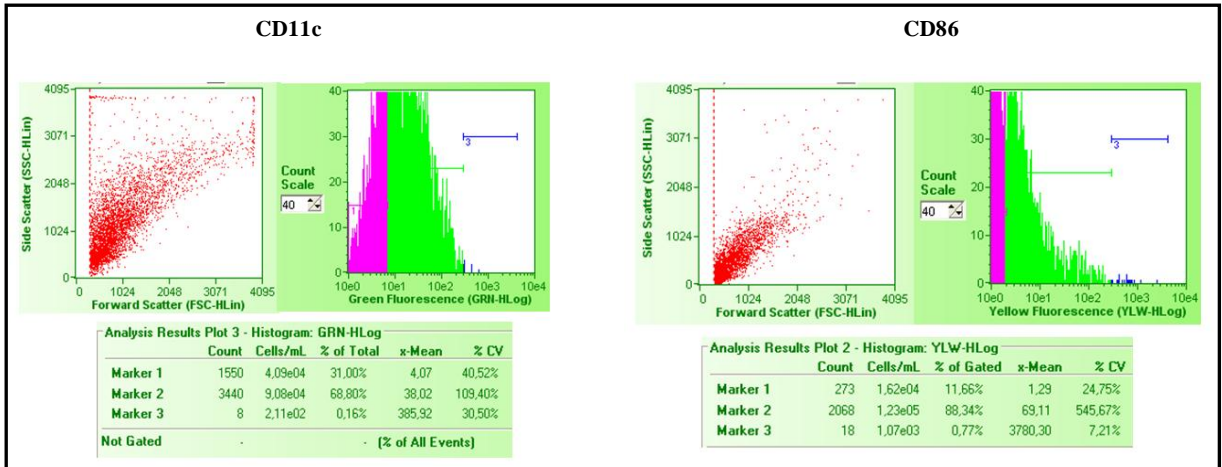 CD11c
CD86
4095
3071
2048
1024
0
Side Scatter (SSC-HLin)
0 1024 2048 3071 4095
Forward Scatter (FSC-HLin)
Count
Scale
40
40
30
20
10
0
1
3
10e0 10e1 10e2 10e3 10e4
Green Fluorescence (GRN-HLog)
Analysis Results Plot 3 - Histogram: GRN-HLog
Count Cells/mL % of Total x-Mean % CV
Marker 1 1550 4,09e04 31,00% 4,07 40,52%
Marker 2 3440 9,08e04 68,80% 38,02 109,40%
Marker 3 8 2,11e02 0,16% 385,92 30,50%
Not Gated - - (% of All Events)
4095
3071
2048
1024
0
Side Scatter (SSC-HLin)
0 1024 2048 3071 4095
Forward Scatter (FSC-HLin)
Count
Scale
40
40
30
20
10
0
3
10e0 10e1 10e2 10e3 10e4
Yellow Fluorescence (YLW-HLog)
Analysis Results Plot 2 - Histogram: YLW-HLog
Count Cells/mL % of Gated x-Mean % CV
Marker 1 273 1,62e04 11,66% 1,29 24,75%
Marker 2 2068 1,23e05 88,34% 69,11 545,67%
Marker 3 18 1,07e03 0,77% 3780,30 7,21%